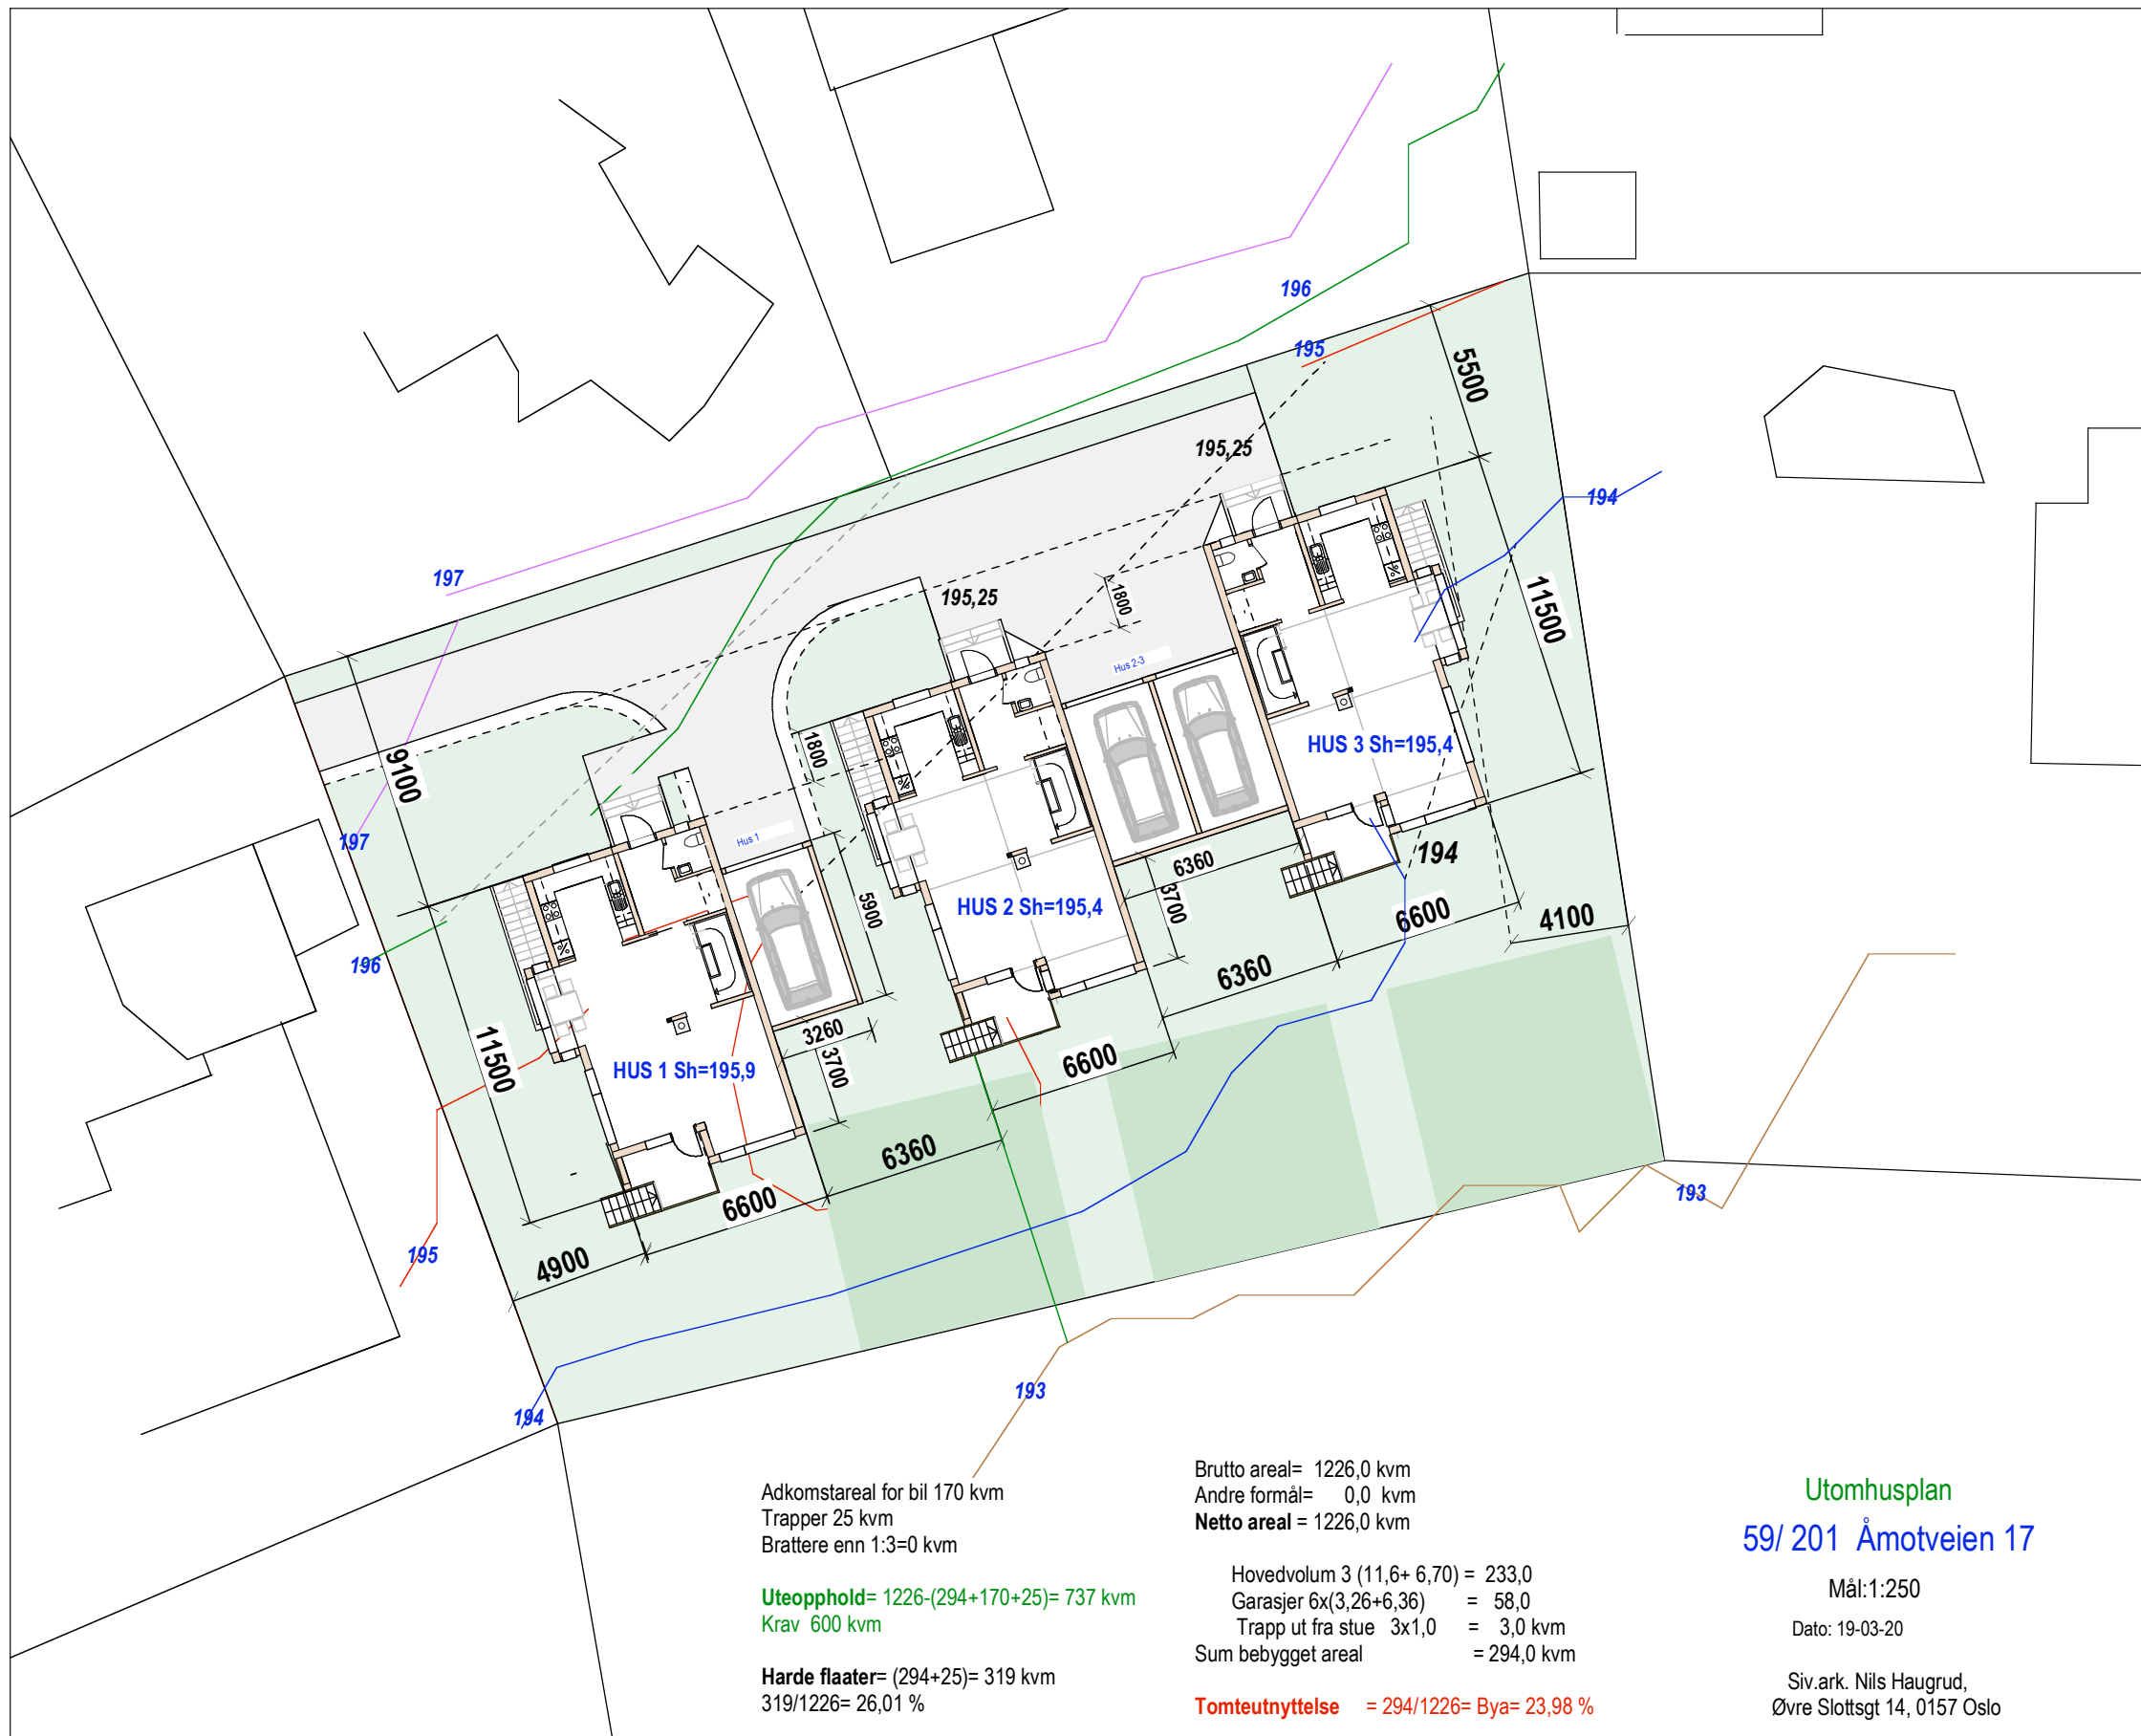 196
195
5500
195,25
194
197
195,25
1800
11500
Hus 2-3
9100
1800
HUS 3 Sh=195,4
197
Hus 1
194
6360
5900
3700
HUS 2 Sh=195,4
6600
4100
196
6360
3260
11500
3700
HUS 1 Sh=195,9
6600
6360
6600
193
195
4900
193
194
Adkomstareal for bil 170 kvm
Trapper 25 kvm
Brattere enn 1:3=0 kvm
Uteopphold= 1226-(294+170+25)= 737 kvm
Krav 600 kvm
Harde flaater= (294+25)= 319 kvm
319/1226= 26,01 %
Brutto areal= 1226,0 kvm
Andre formål= 0,0 kvm
Netto areal = 1226,0 kvm
Hovedvolum 3 (11,6+ 6,70) = 233,0
Garasjer 6x(3,26+6,36) = 58,0
Trapp ut fra stue 3x1,0 = 3,0 kvm
Sum bebygget areal = 294,0 kvm
Tomteutnyttelse = 294/1226= Bya= 23,98 %
Utomhusplan
59/ 201 Åmotveien 17
Mål:1:250
Dato: 19-03-20
Siv.ark. Nils Haugrud,
Øvre Slottsgt 14, 0157 Oslo